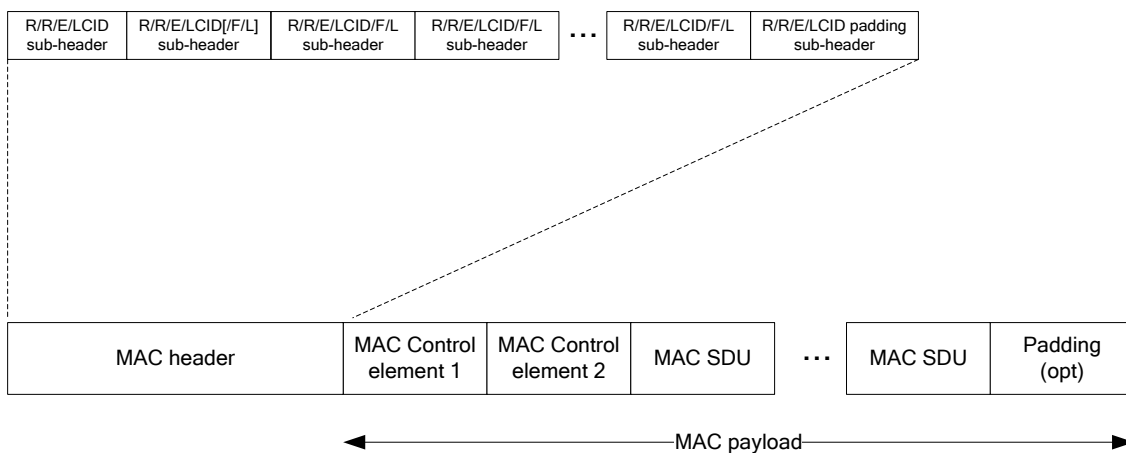 R/R/E/LCID
sub-header
R/R/E/LCID[/F/L]
sub-header
R/R/E/LCID/F/L
sub-header
R/R/E/LCID/F/L
sub-header
...
R/R/E/LCID/F/L
sub-header
R/R/E/LCID padding
sub-header
MAC header
MAC Control
element 1
MAC Control
element 2
MAC SDU
...
MAC SDU
Padding
(opt)
MAC payload